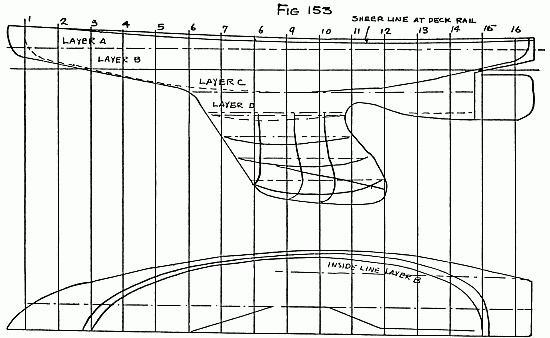 FIG 153
SHEER LINE AT DECK RAIL
1 2 3 4 5 6 7 8 9 10 11 12 13 14 15 16
LAYER A
LAYER B
LAYER C
LAYER D
INSIDE LINE LAYER B